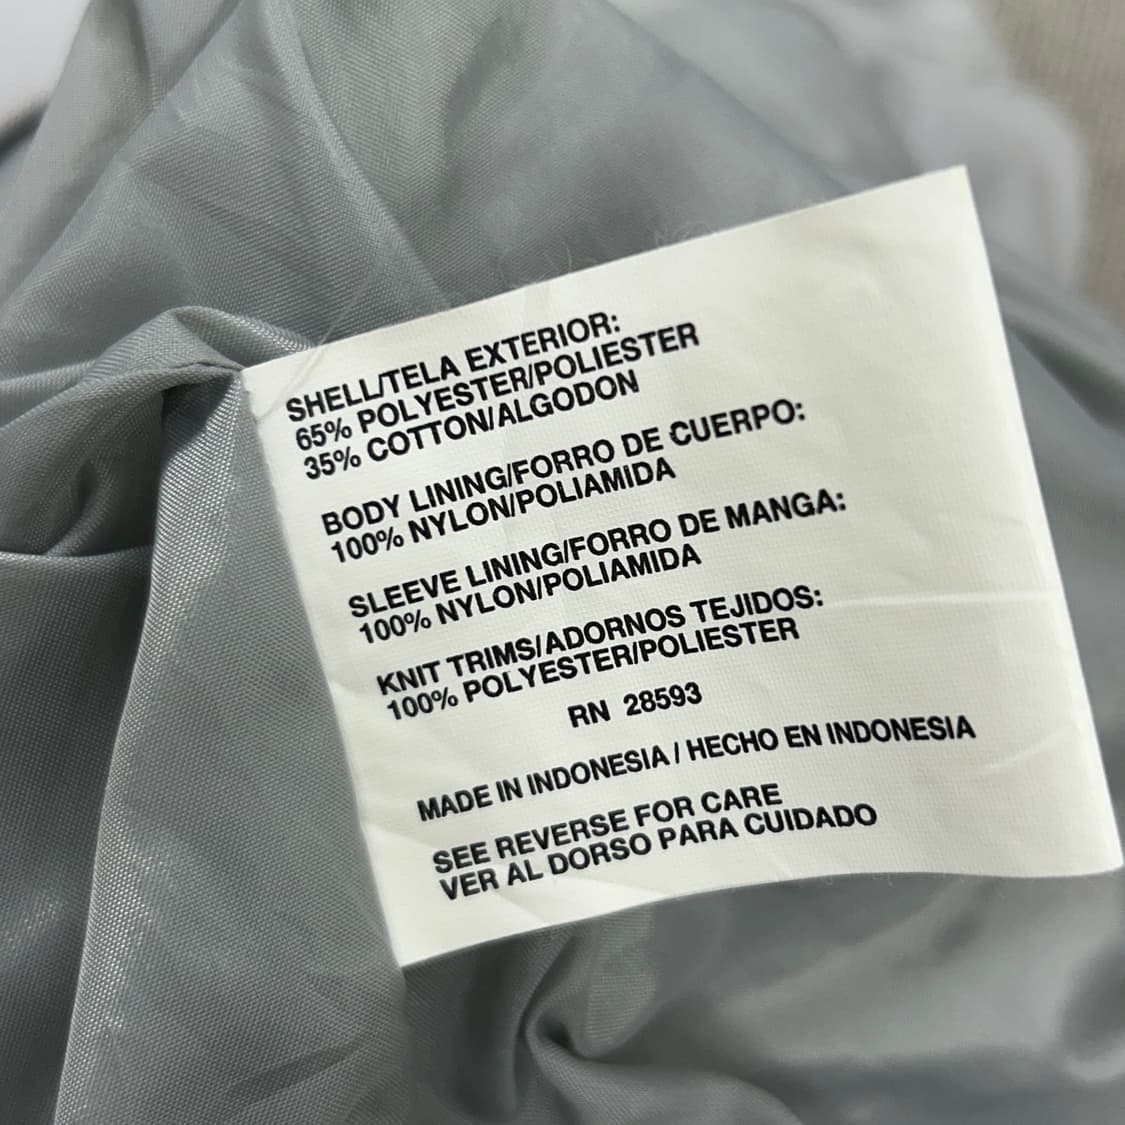 SHELL/TELA EXTERIOR:
65% POLYESTER/POLIESTER
35% COTTON/ALGODON
BODY LINING/FORRO DE CUERPO:
100% NYLON/POLIAMIDA
SLEEVE LINING/FORRO DE MANGA:
100% NYLON/POLIAMIDA
KNIT TRIMS/ADORNOS TEJIDOS:
100% POLYESTER/POLIESTER
RN 28593
MADE IN INDONESIA / HECHO EN INDONESIA
SEE REVERSE FOR CARE
VER AL DORSO PARA CUIDADO